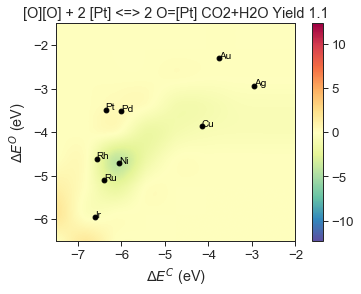 [O][O] + 2 [Pt] <=> 2 O=[Pt] CO2+H2O Yield 1.1
−2
−3
−4
−5
−6
ΔE^O (eV)
Au
Ag
Pt
Pd
Cu
Rh
Ni
Ru
Ir
−7
−6
−5
−4
−3
−2
ΔE^C (eV)
10
5
0
−5
−10